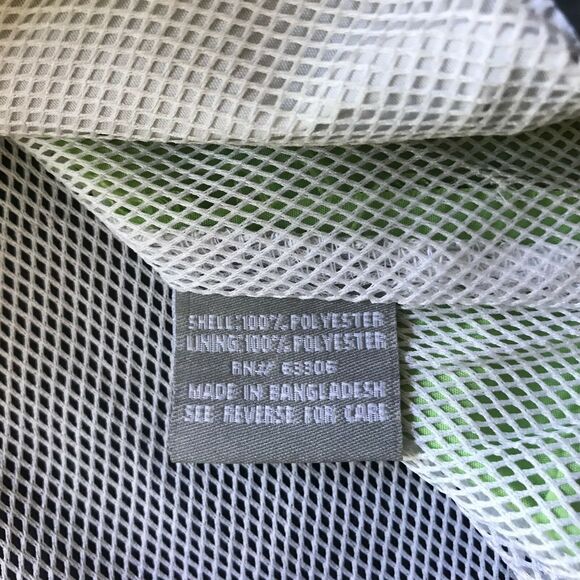 SHELL:100% POLYESTER
LINING:100% POLYESTER
RN# 63306
MADE IN BANGLADESH
SEE REVERSE FOR CARE